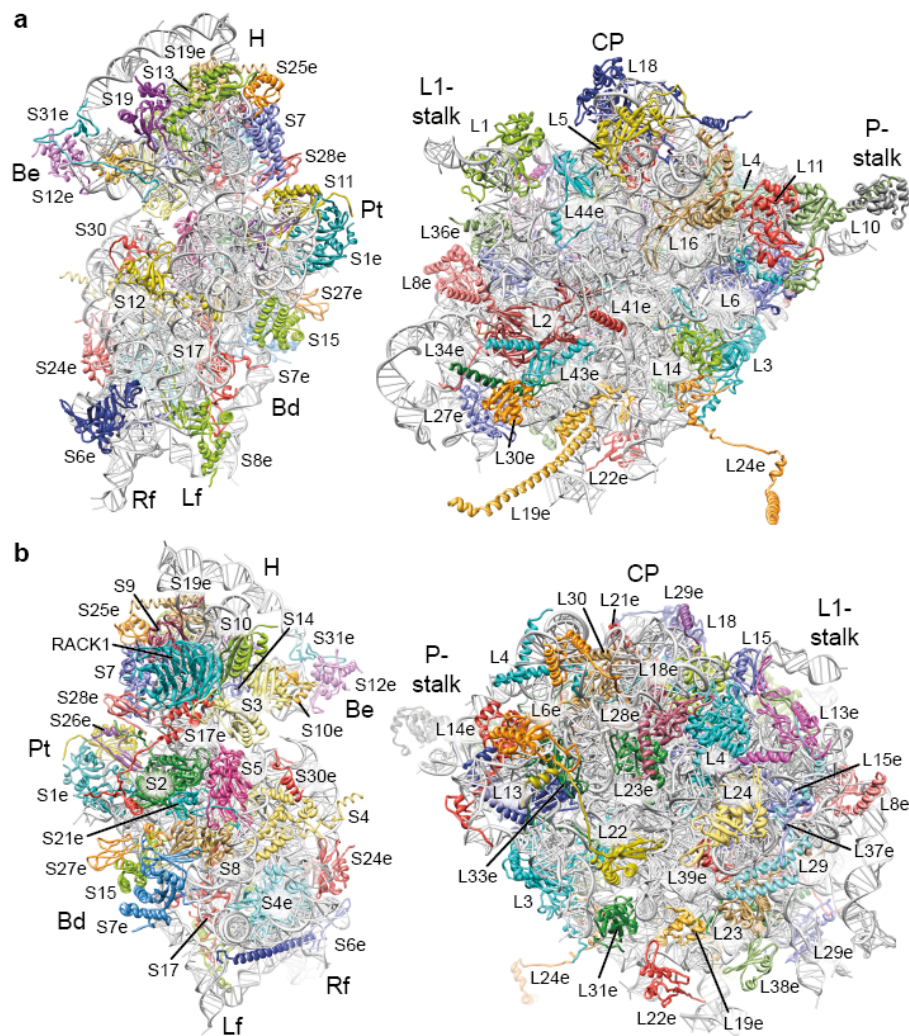 a
H
S19e
S13
S25e
S19
S31e
S7
Be
S28e
S12e
S11
Pt
S30
S1e
S12
S27e
S15
S17
S24e
S7e
Bd
S6e
S8e
Rf
Lf
CP
L18
L1-
stalk
L5
L1
P-
stalk
L4
L11
L44e
L36e
L16
L10
L8e
L6
L41e
L2
L34e
L14
L3
L43e
L27e
L30e
L22e
L24e
L19e
b
H
S9
S19e
S25e
S10
S14
RACK1
S31e
S7
S12e
S3
S28e
Be
S26e
S10e
S17e
Pt
S5
S2
S30e
S1e
S4
S21e
S8
S27e
S24e
S15
S4e
Bd
S7e
S6e
S17
Rf
Lf
CP
L30
L21e
L29e
L18
L1-
stalk
L15
P-
stalk
L4
L18e
L6e
L28e
L13e
L14e
L4
L15e
L13
L23e
L24
L8e
L22
L33e
L37e
L39e
L29
L3
L23
L29e
L24e
L31e
L38e
L22e
L19e